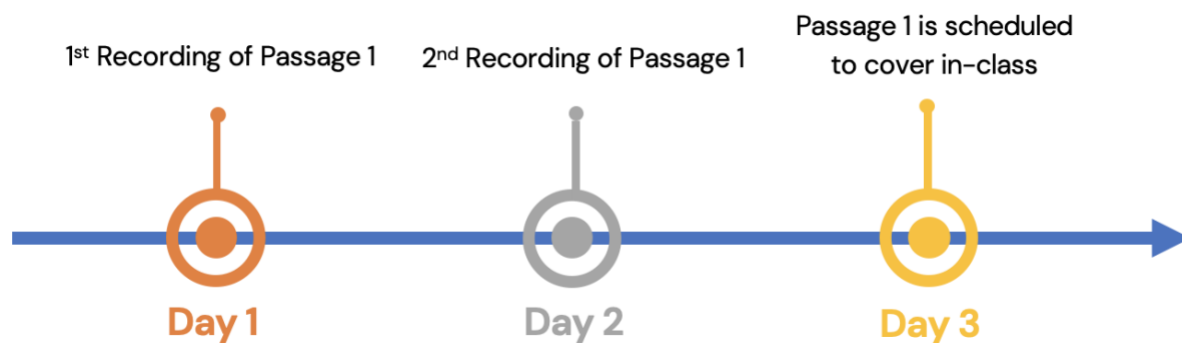 1st Recording of Passage 1
2nd Recording of Passage 1
Passage 1 is scheduled
to cover in-class
Day 1
Day 2
Day 3